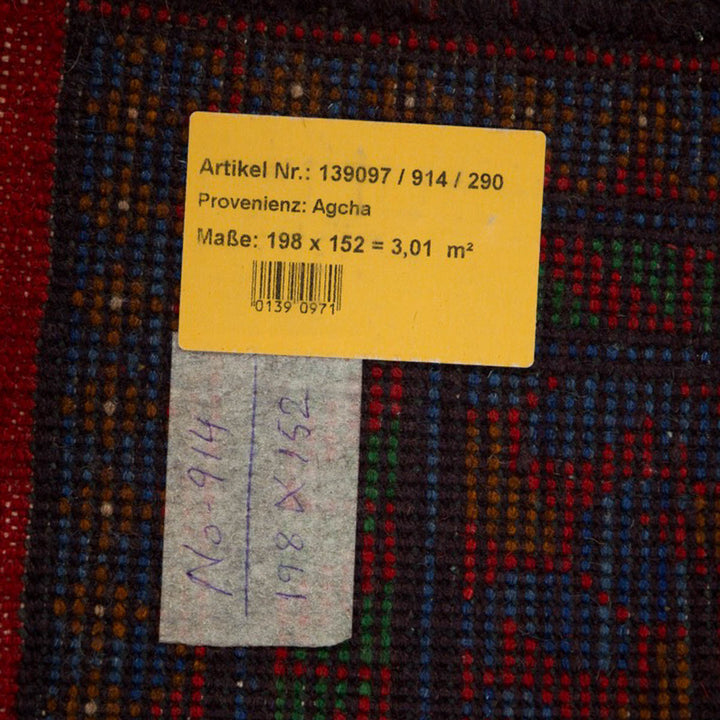 Artikel Nr.: 139097 / 914 / 290
Provenienz: Agcha
Maße: 198 x 152 = 3,01 m²
0139 0971
No-914
198 X 152